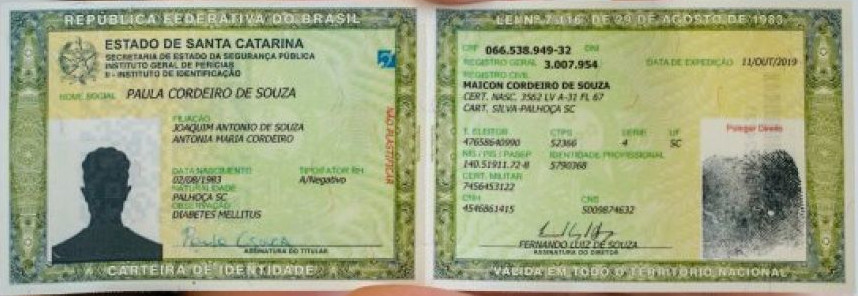 REPÚBLICA FEDERATIVA DO BRASIL
ESTADO DE SANTA CATARINA
SECRETARIA DE ESTADO DA SEGURANÇA PÚBLICA
INSTITUTO GERAL DE PERÍCIAS
II - INSTITUTO DE IDENTIFICAÇÃO
NOME SOCIAL PAULA CORDEIRO DE SOUZA
FILIAÇÃO
JOAQUIM ANTONIO DE SOUZA
ANTONIA MARIA CORDEIRO
DATA NASCIMENTO TIPO/FATOR RH
02/08/1983 A/Negativo
NATURALIDADE
PALHOÇA SC
OBSERVAÇÃO
DIABETES MELLITUS
NÃO PLASTIFICAR
ASSINATURA DO TITULAR
CARTEIRA DE IDENTIDADE
LEI Nº 7.116, DE 29 DE AGOSTO DE 1983
CPF 066.538.949-32 DNI
REGISTRO GERAL 3.007.954 DATA DE EXPEDIÇÃO 11/OUT/2019
REGISTRO CIVIL
MAICON CORDEIRO DE SOUZA
CERT. NASC. 3562 LV A-31 FL 67
CART. SILVA-PALHOÇA SC
T. ELEITOR CTPS SÉRIE UF
47658640990 52366 4 SC
NIS / PIS / PASEP IDENTIDADE PROFISSIONAL
140.51911.72-8 5790368
CERT. MILITAR
7456453122
CNH CNS
4546861415 5009874632
Polegar Direito
FERNANDO LUIZ DE SOUZA
ASSINATURA DO DIRETOR
VÁLIDA EM TODO O TERRITÓRIO NACIONAL